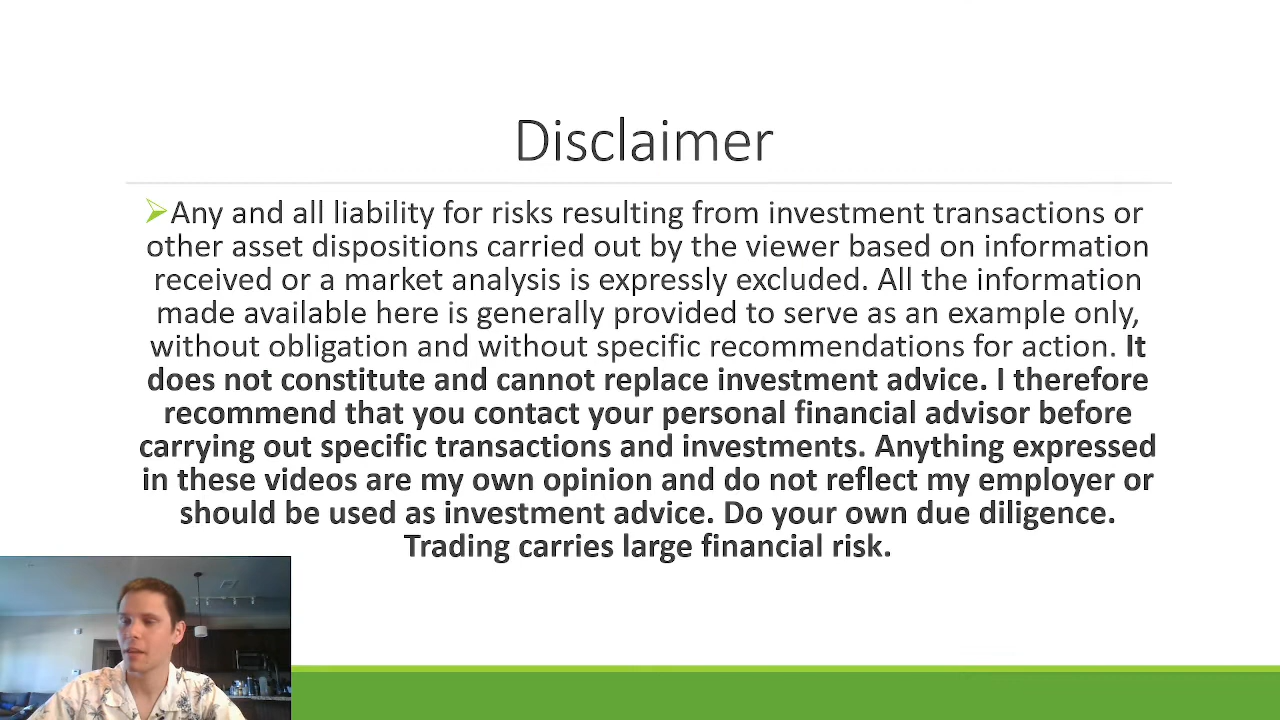 Disclaimer
Any and all liability for risks resulting from investment transactions or
other asset dispositions carried out by the viewer based on information
received or a market analysis is expressly excluded. All the information
made available here is generally provided to serve as an example only,
without obligation and without specific recommendations for action. It
does not constitute and cannot replace investment advice. I therefore
recommend that you contact your personal financial advisor before
carrying out specific transactions and investments. Anything expressed
in these videos are my own opinion and do not reflect my employer or
should be used as investment advice. Do your own due diligence.
Trading carries large financial risk.